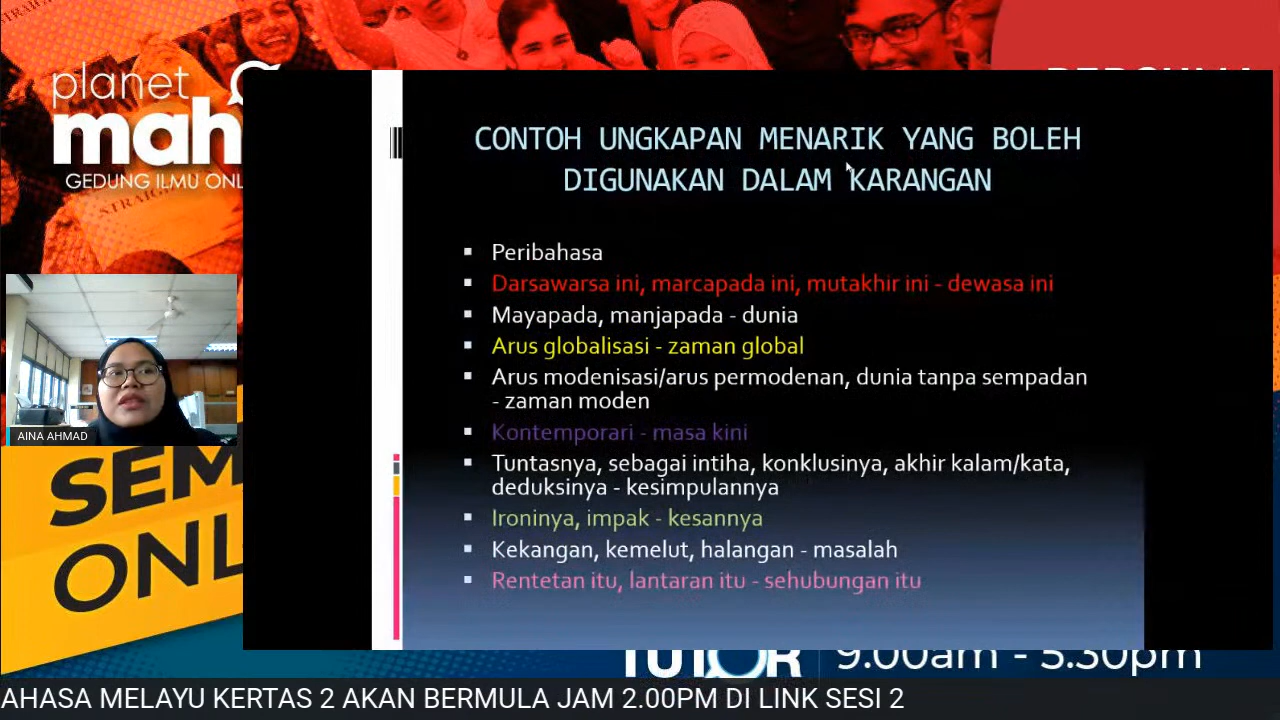 planet
mah
GEDUNG ILMU ONL
CONTOH UNGKAPAN MENARIK YANG BOLEH
DIGUNAKAN DALAM KARANGAN
Peribahasa
Darsawarsa ini, marcapada ini, mutakhir ini - dewasa ini
Mayapada, manjapada - dunia
Arus globalisasi - zaman global
Arus modenisasi/arus permodenan, dunia tanpa sempadan
- zaman moden
Kontemporari - masa kini
Tuntasnya, sebagai intiha, konklusinya, akhir kalam/kata,
deduksinya - kesimpulannya
Ironinya, impak - kesannya
Kekangan, kemelut, halangan - masalah
Rentetan itu, lantaran itu - sehubungan itu
AINA AHMAD
SEM
ONL
TUTOR
9.00am - 5.30pm
AHASA MELAYU KERTAS 2 AKAN BERMULA JAM 2.00PM DI LINK SESI 2